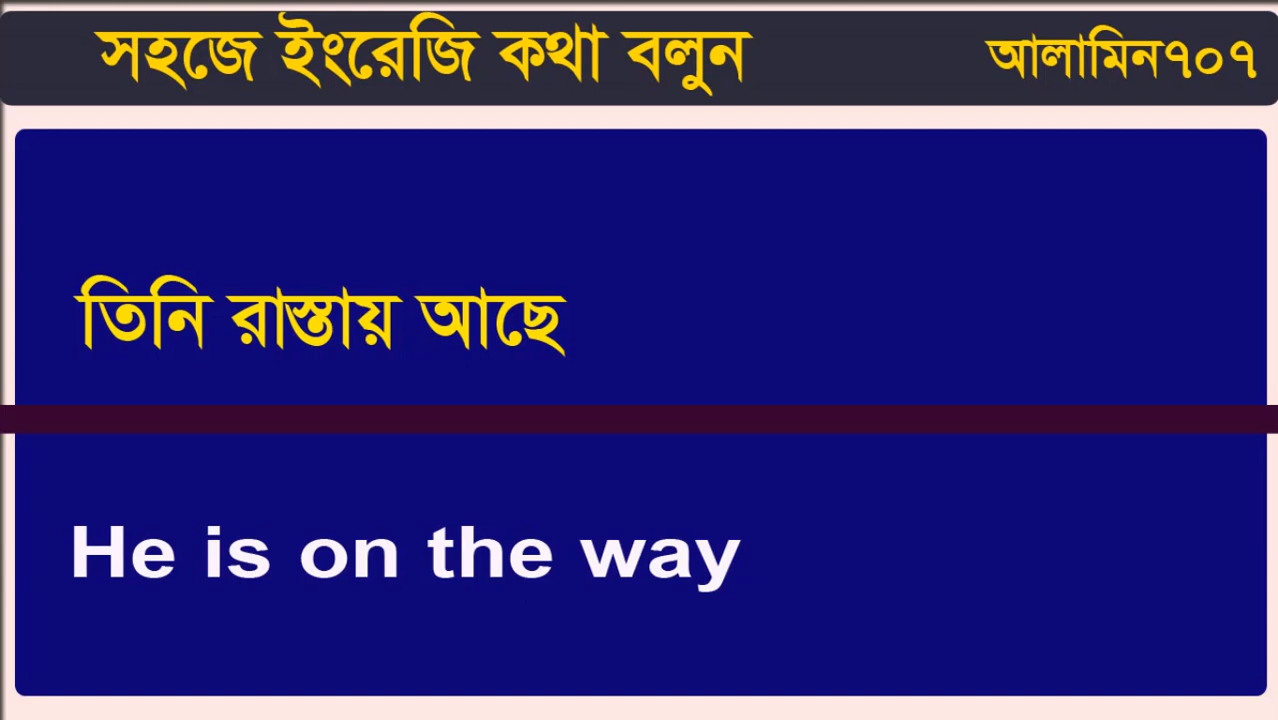 সহজে ইংরেজি কথা বলুন
আলামিন৭০৭
তিনি রাস্তায় আছে
He is on the way